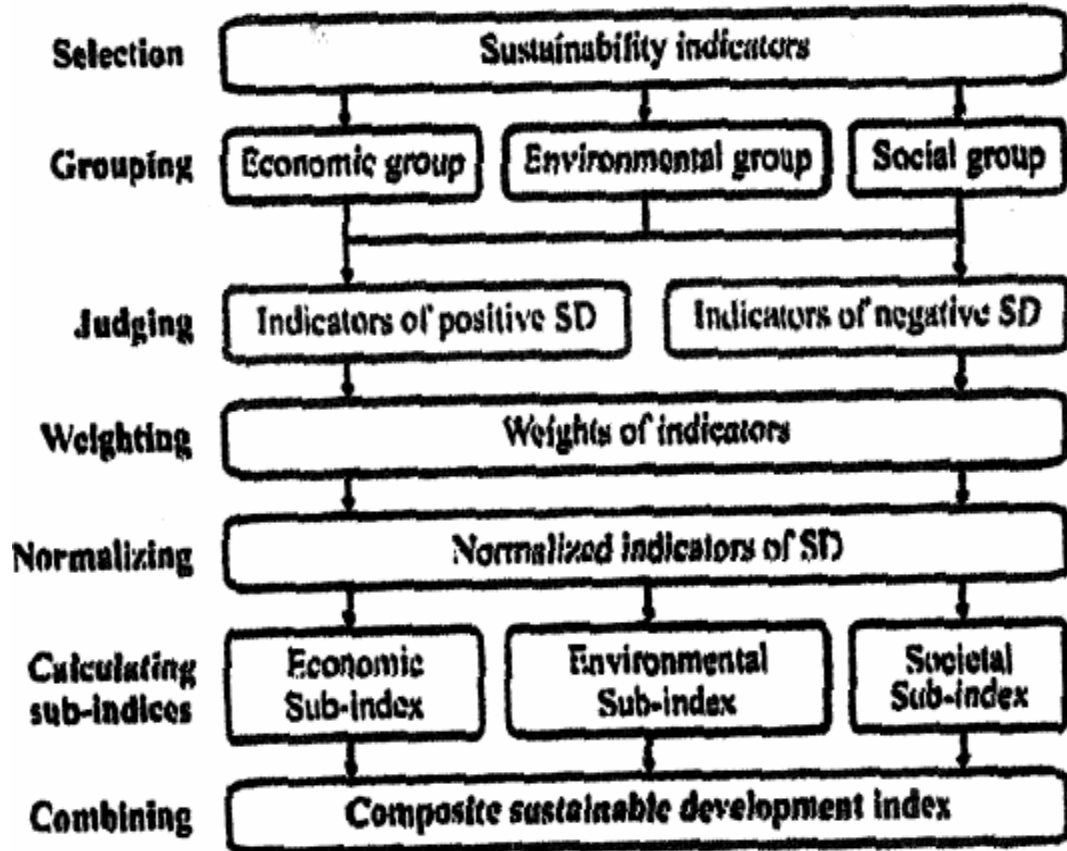 Selection
Sustainability indicators
Grouping
Economic group
Environmental group
Social group
Judging
Indicators of positive SD
Indicators of negative SD
Weighting
Weights of indicators
Normalizing
Normalized indicators of SD
Calculating
sub-indices
Economic
Sub-index
Environmental
Sub-index
Societal
Sub-index
Combining
Composite sustainable development index